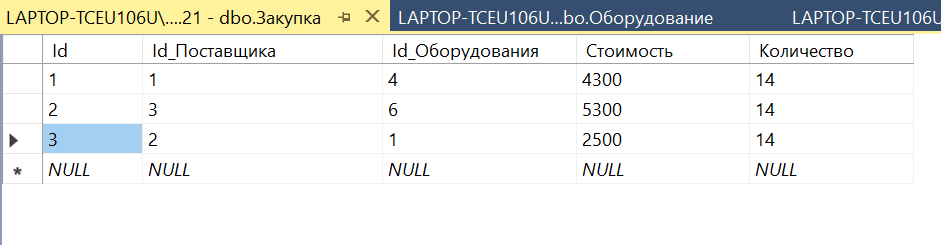 LAPTOP-TCEU106U\....21 - dbo.Закупка LAPTOP-TCEU106U...bo.Оборудование LAPTOP-TCEU106U
Id Id_Поставщика Id_Оборудования Стоимость Количество
1 1 4 4300 14
2 3 6 5300 14
3 2 1 2500 14
NULL NULL NULL NULL NULL